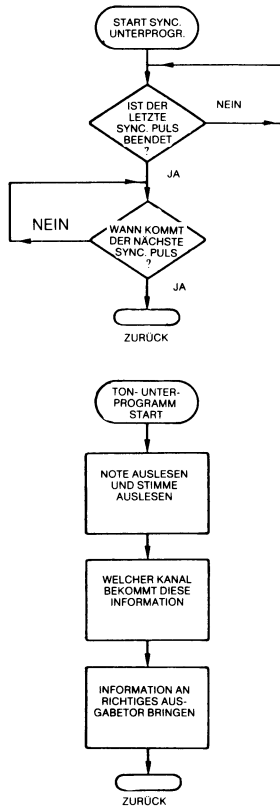 START SYNC.
UNTERPROGR.
IST DER
LETZTE
SYNC. PULS
BEENDET
?
NEIN
JA
NEIN
WANN KOMMT
DER NÄCHSTE
SYNC. PULS
?
JA
ZURÜCK
TON- UNTER-
PROGRAMM
START
NOTE AUSLESEN
UND STIMME
AUSLESEN
WELCHER KANAL
BEKOMMT DIESE
INFORMATION
INFORMATION AN
RICHTIGES AUS-
GABETOR BRINGEN
ZURÜCK